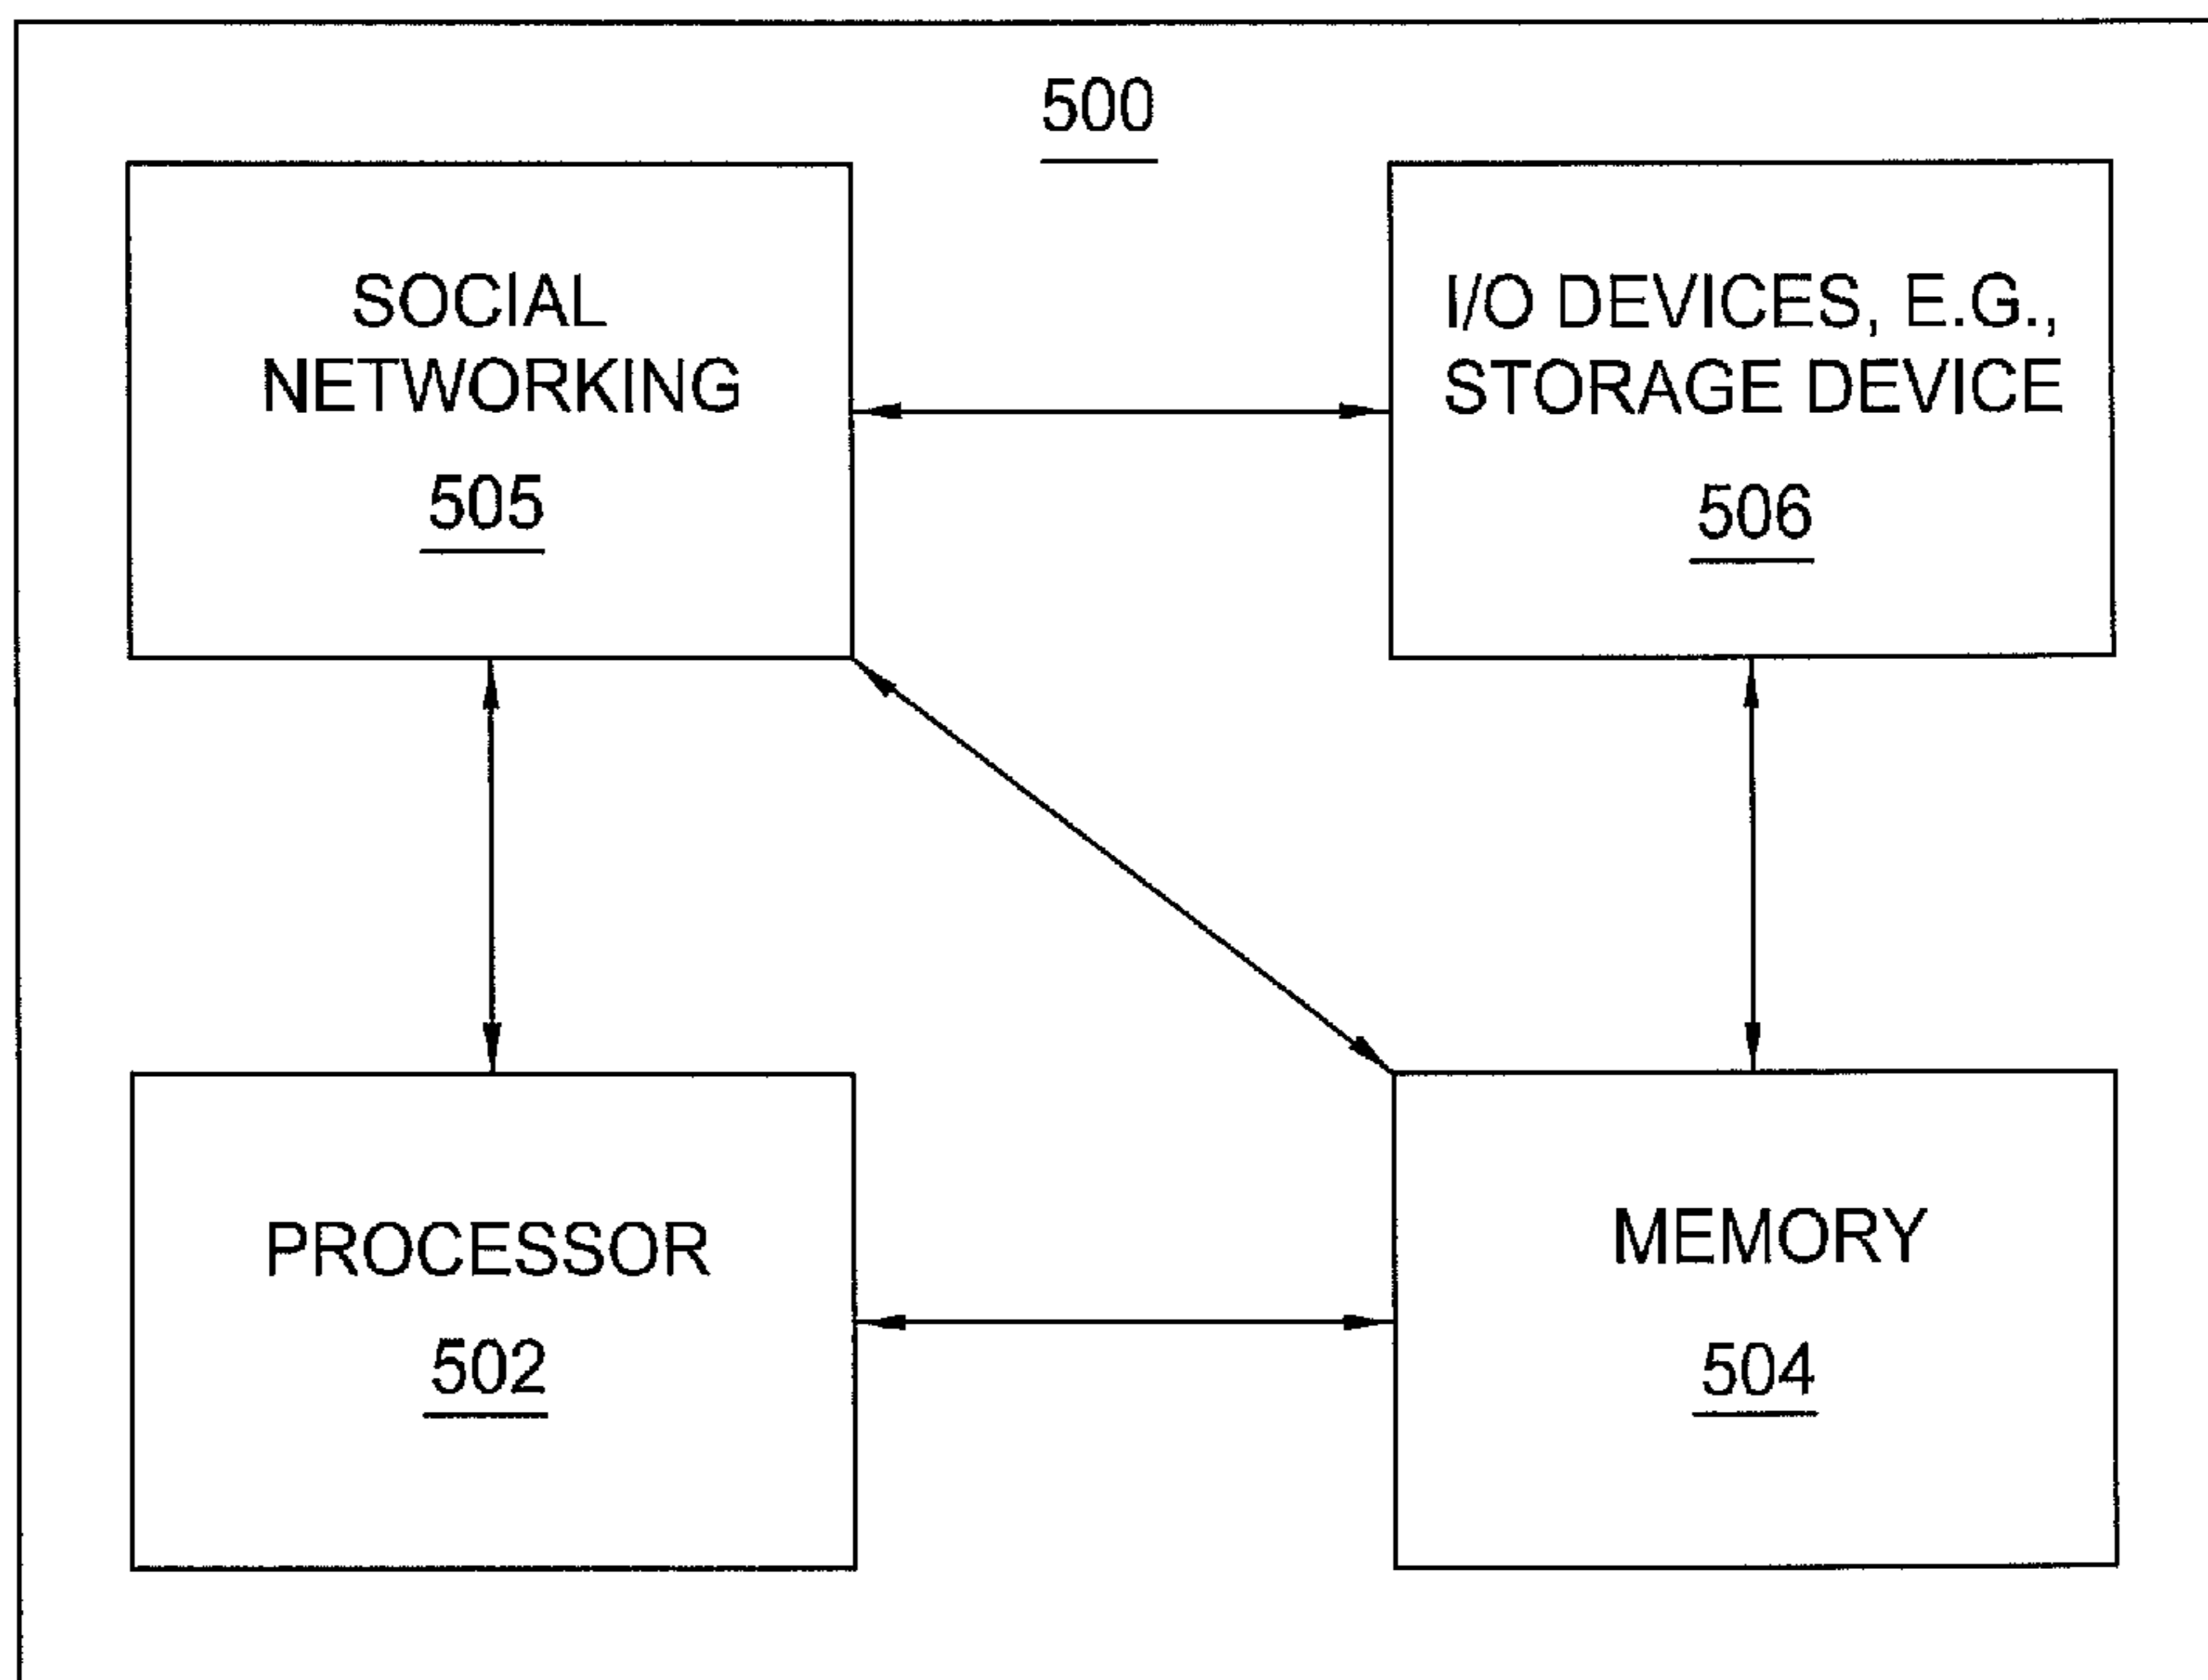 500
SOCIAL
NETWORKING
505
I/O DEVICES, E.G.,
STORAGE DEVICE
506
PROCESSOR
502
MEMORY
504